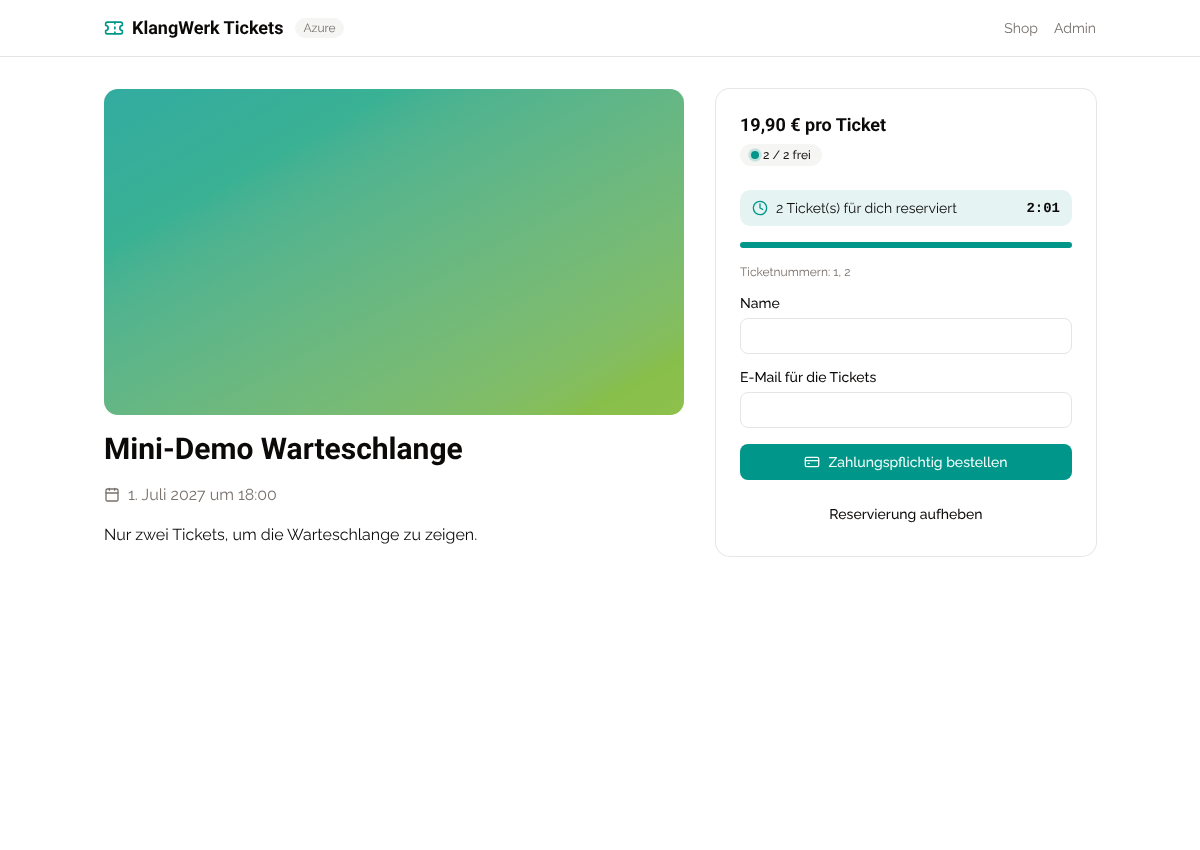 KlangWerk Tickets Azure Shop Admin
19,90 € pro Ticket
2 / 2 frei
2 Ticket(s) für dich reserviert 2:01
Ticketnummern: 1, 2
Name
E-Mail für die Tickets
Zahlungspflichtig bestellen
Reservierung aufheben
Mini-Demo Warteschlange
1. Juli 2027 um 18:00
Nur zwei Tickets, um die Warteschlange zu zeigen.